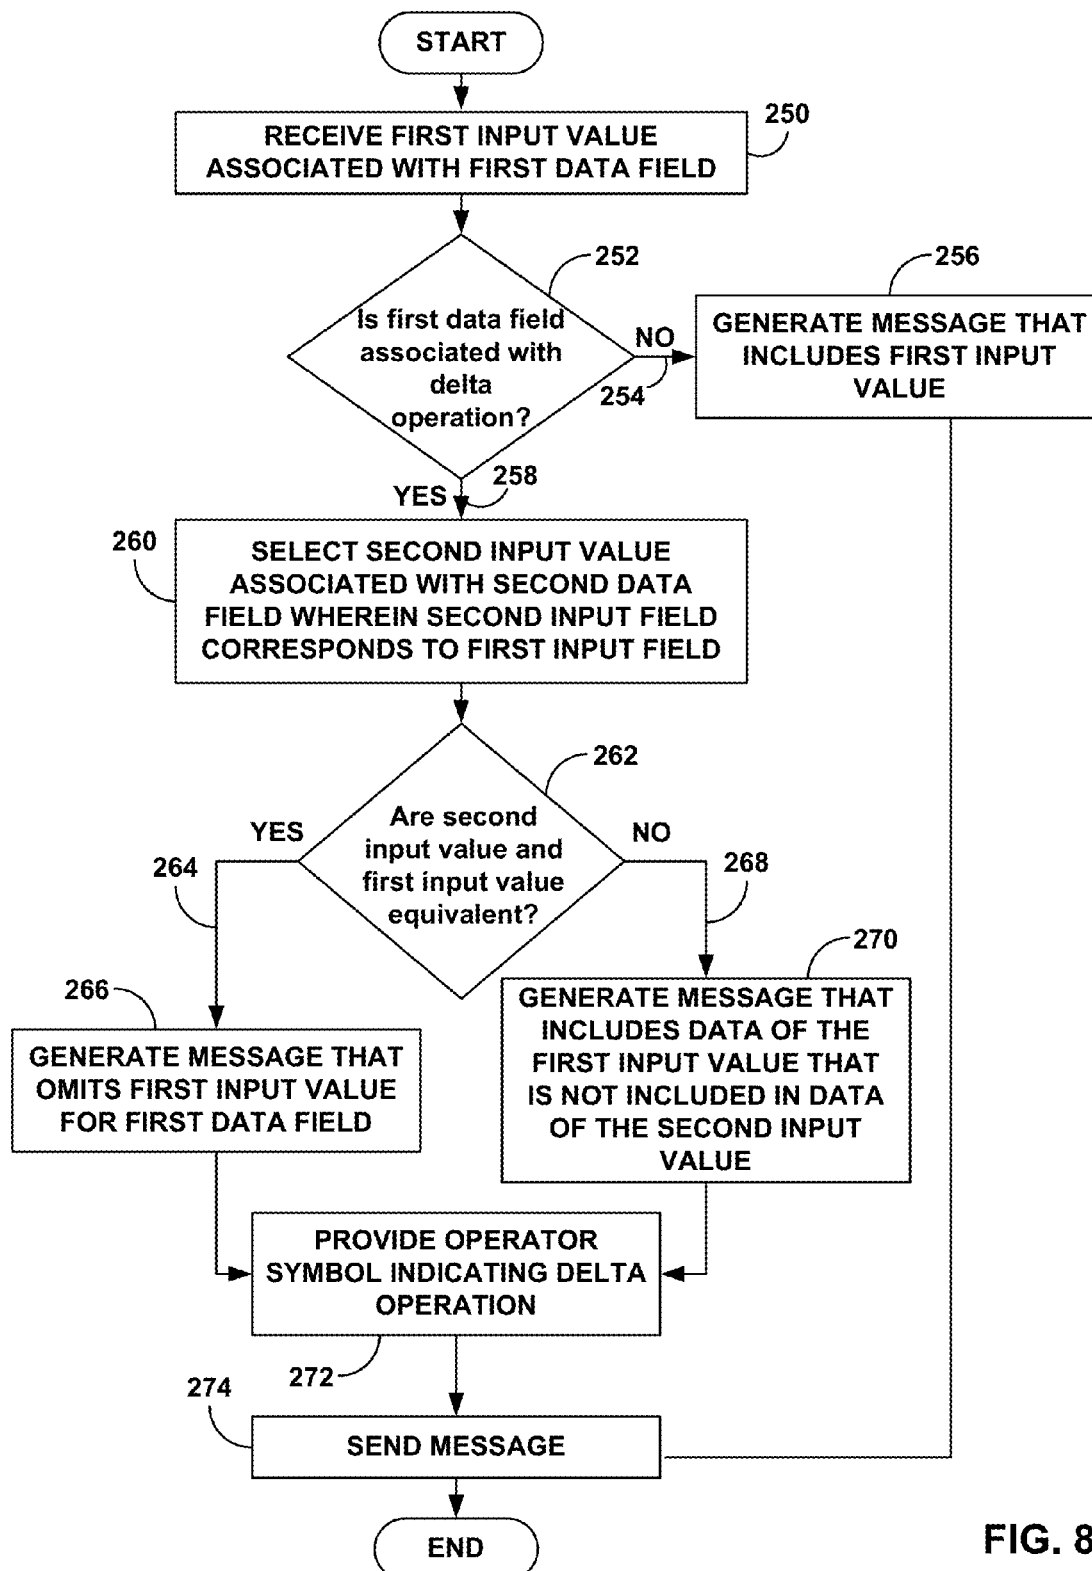 START
250
RECEIVE FIRST INPUT VALUE
ASSOCIATED WITH FIRST DATA FIELD
252
256
Is first data field
associated with
delta
operation?
NO
254
GENERATE MESSAGE THAT
INCLUDES FIRST INPUT
VALUE
YES
258
260
SELECT SECOND INPUT VALUE
ASSOCIATED WITH SECOND DATA
FIELD WHEREIN SECOND INPUT FIELD
CORRESPONDS TO FIRST INPUT FIELD
262
YES
Are second
input value and
first input value
equivalent?
NO
264
268
270
266
GENERATE MESSAGE THAT
OMITS FIRST INPUT VALUE
FOR FIRST DATA FIELD
GENERATE MESSAGE THAT
INCLUDES DATA OF THE
FIRST INPUT VALUE THAT
IS NOT INCLUDED IN DATA
OF THE SECOND INPUT
VALUE
PROVIDE OPERATOR
SYMBOL INDICATING DELTA
OPERATION
272
274
SEND MESSAGE
END
FIG. 8